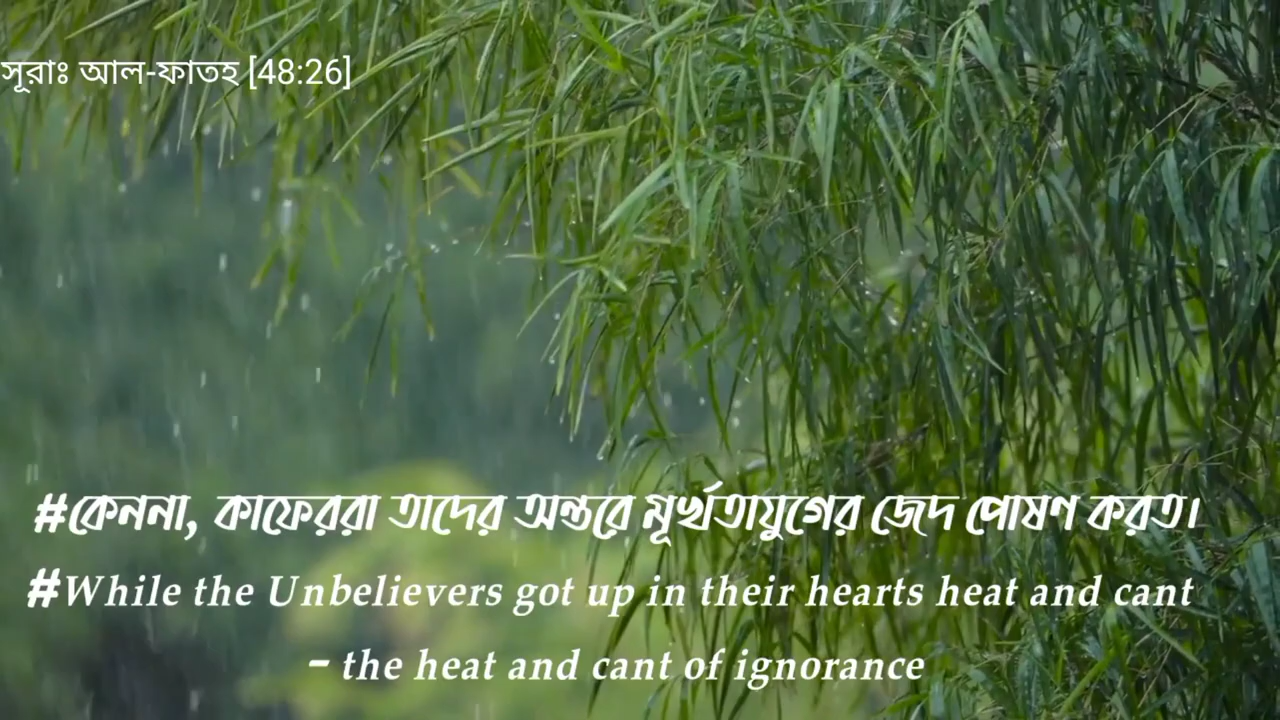 সূরাঃ আল-ফাতহ [48:26]
#কেননা, কাফেররা তাদের অন্তরে মূর্খতাযুগের জেদ পোষণ করত।
#While the Unbelievers got up in their hearts heat and cant
- the heat and cant of ignorance